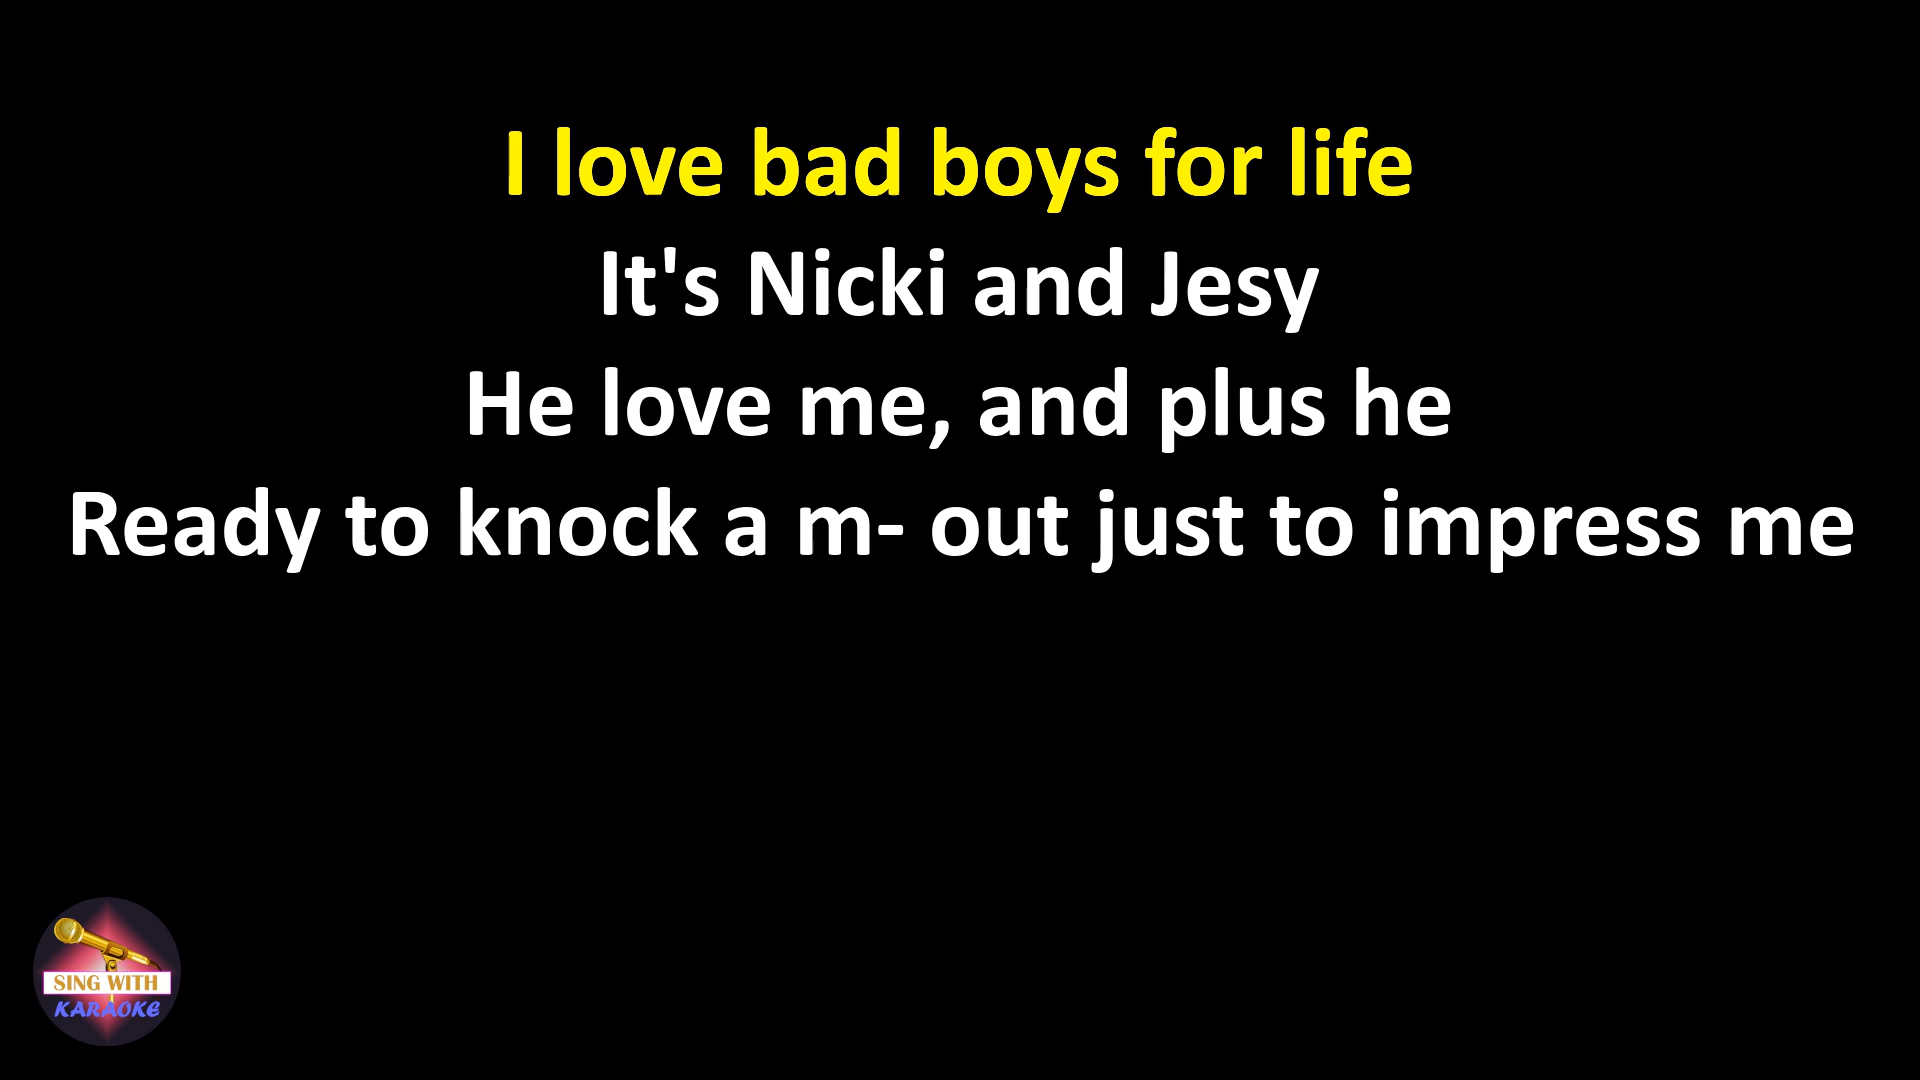 I love bad boys for life
It's Nicki and Jesy
He love me, and plus he
Ready to knock a m- out just to impress me
SING WITH
KARAOKE